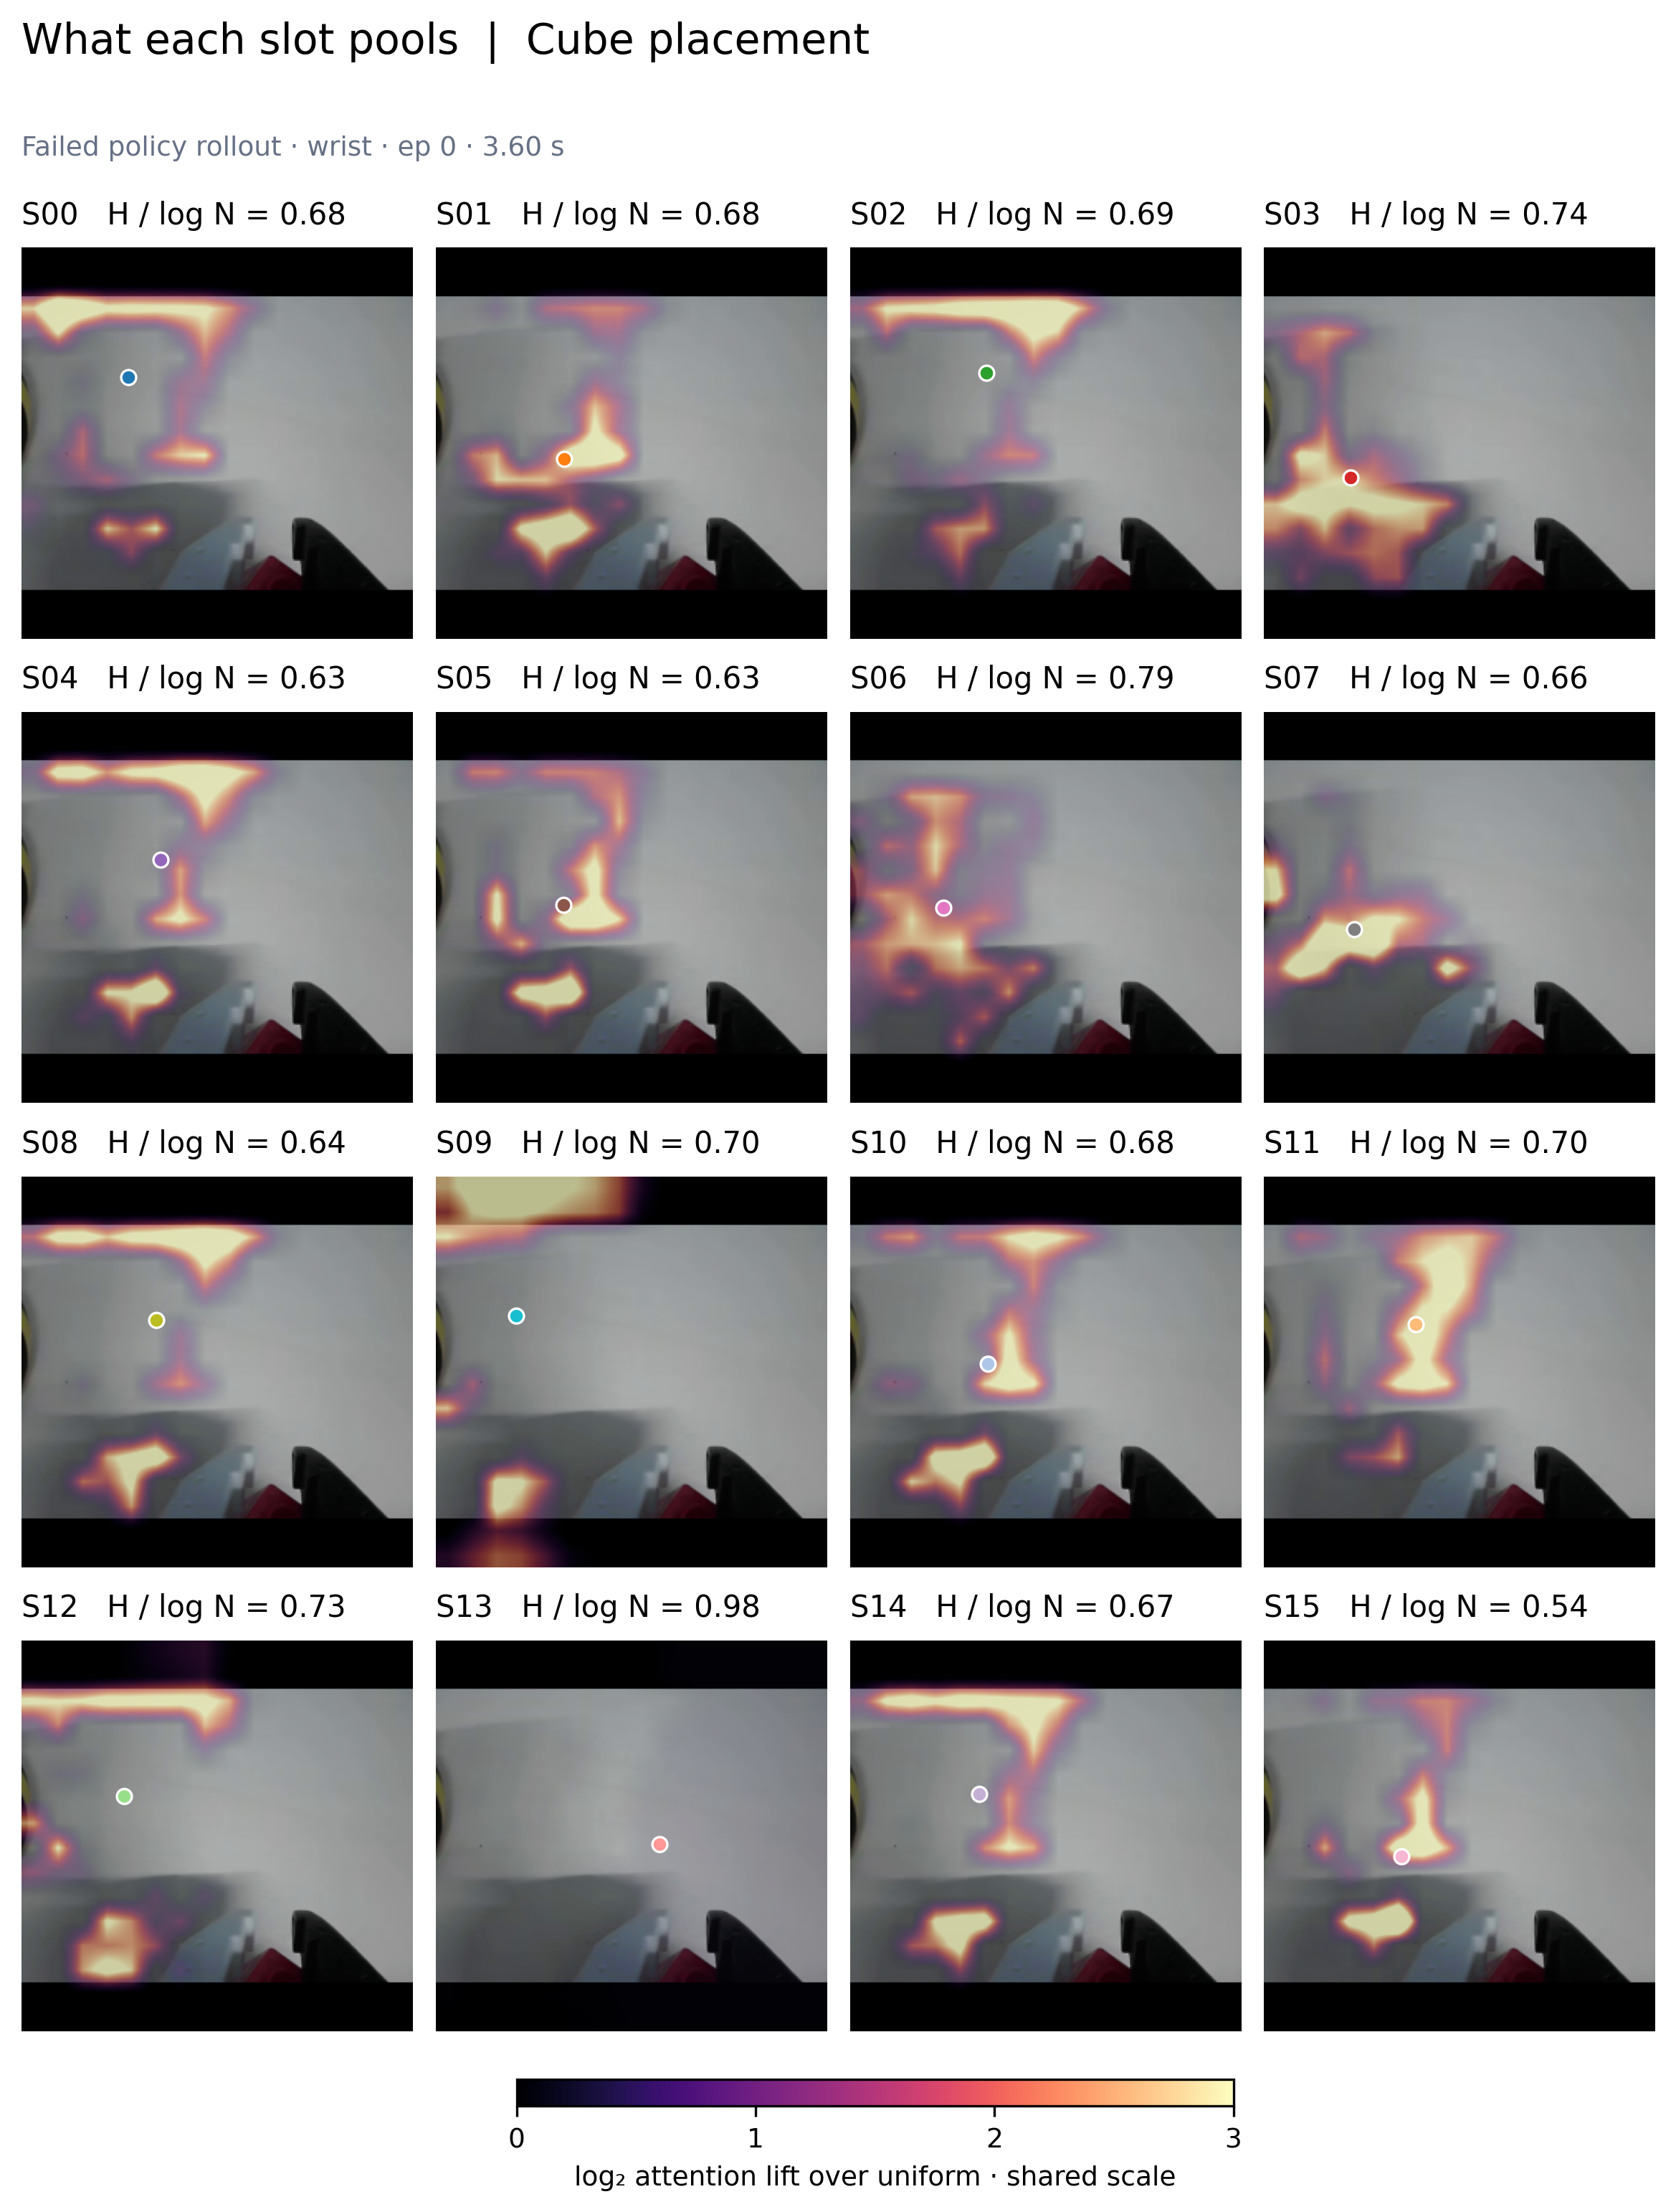 What each slot pools | Cube placement
Failed policy rollout · wrist · ep 0 · 3.60 s
S00 H / log N = 0.68
S01 H / log N = 0.68
S02 H / log N = 0.69
S03 H / log N = 0.74
S04 H / log N = 0.63
S05 H / log N = 0.63
S06 H / log N = 0.79
S07 H / log N = 0.66
S08 H / log N = 0.64
S09 H / log N = 0.70
S10 H / log N = 0.68
S11 H / log N = 0.70
S12 H / log N = 0.73
S13 H / log N = 0.98
S14 H / log N = 0.67
S15 H / log N = 0.54
0 1 2 3
log₂ attention lift over uniform · shared scale